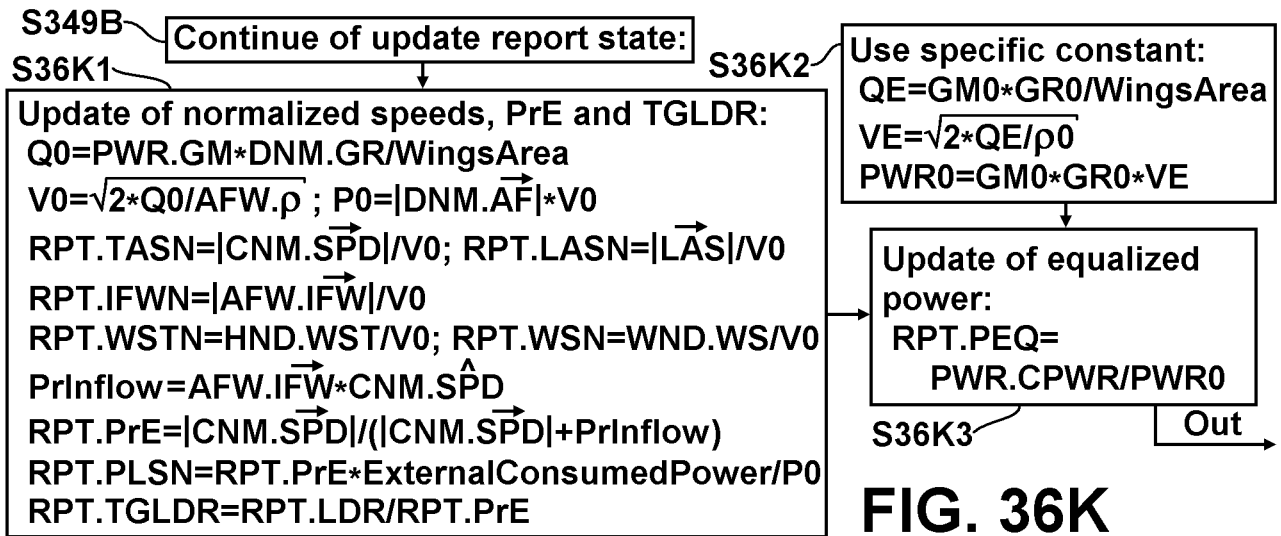 S349B
Continue of update report state:
S36K1
Update of normalized speeds, PrE and TGLDR:
Q0=PWR.GM*DNM.GR/WingsArea
V0=√2*Q0/AFW.ρ ; P0=|DNM.AF⃗|*V0
RPT.TASN=|CNM.SPD⃗|/V0; RPT.LASN=|LAS⃗|/V0
RPT.IFWN=|AFW.IFW⃗|/V0
RPT.WSTN=HND.WST/V0; RPT.WSN=WND.WS/V0
PrInflow=AFW.IFW⃗*CNM.SP̂D
RPT.PrE=|CNM.SPD⃗|/(|CNM.SPD⃗|+PrInflow)
RPT.PLSN=RPT.PrE*ExternalConsumedPower/P0
RPT.TGLDR=RPT.LDR/RPT.PrE
S36K2
Use specific constant:
QE=GM0*GR0/WingsArea
VE=√2*QE/ρ0
PWR0=GM0*GR0*VE
Update of equalized
power:
RPT.PEQ=
PWR.CPWR/PWR0
S36K3
Out
FIG. 36K